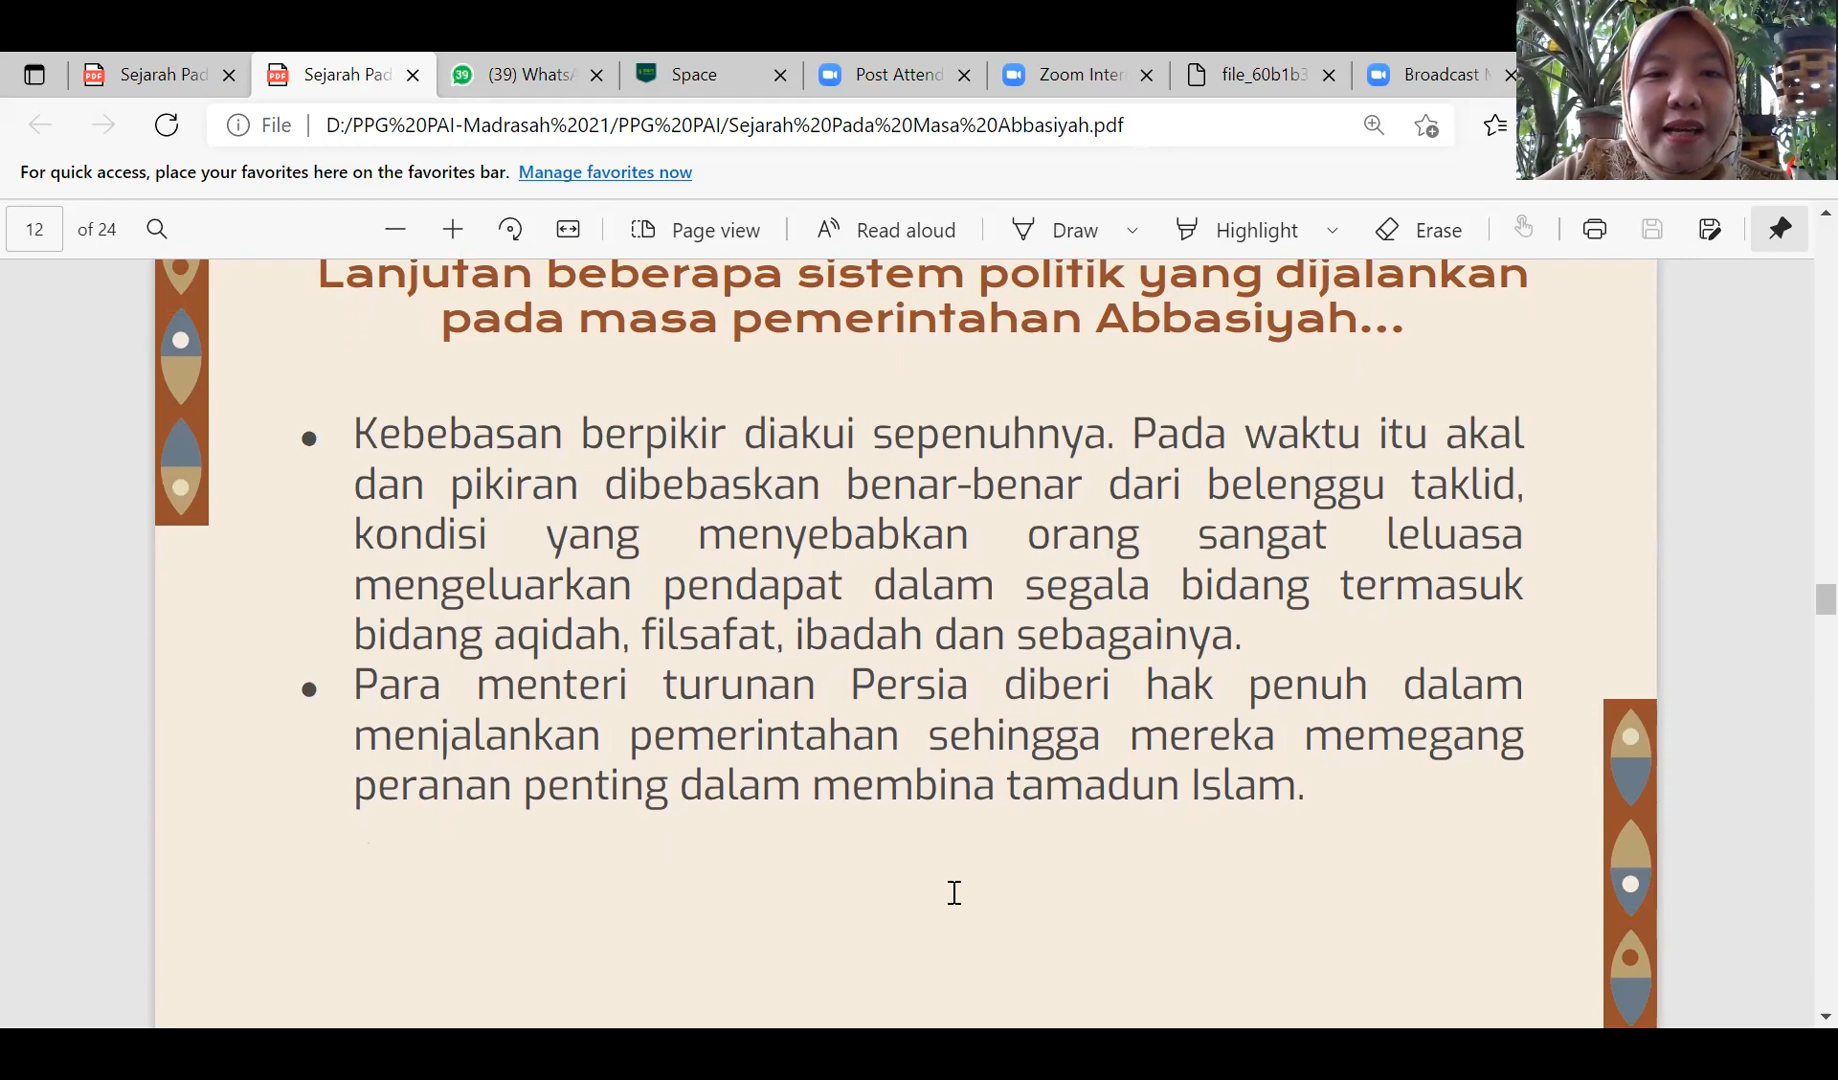 Sejarah Pad
Sejarah Pad
(39) WhatsA
Space
Post Attend
Zoom Inter
file_60b1b3
Broadcast M
File
D:/PPG%20PAI-Madrasah%2021/PPG%20PAI/Sejarah%20Pada%20Masa%20Abbasiyah.pdf
For quick access, place your favorites here on the favorites bar. Manage favorites now
12 of 24
Page view
Read aloud
Draw
Highlight
Erase
Lanjutan beberapa sistem politik yang dijalankan
pada masa pemerintahan Abbasiyah...
• Kebebasan berpikir diakui sepenuhnya. Pada waktu itu akal
dan pikiran dibebaskan benar-benar dari belenggu taklid,
kondisi yang menyebabkan orang sangat leluasa
mengeluarkan pendapat dalam segala bidang termasuk
bidang aqidah, filsafat, ibadah dan sebagainya.
• Para menteri turunan Persia diberi hak penuh dalam
menjalankan pemerintahan sehingga mereka memegang
peranan penting dalam membina tamadun Islam.